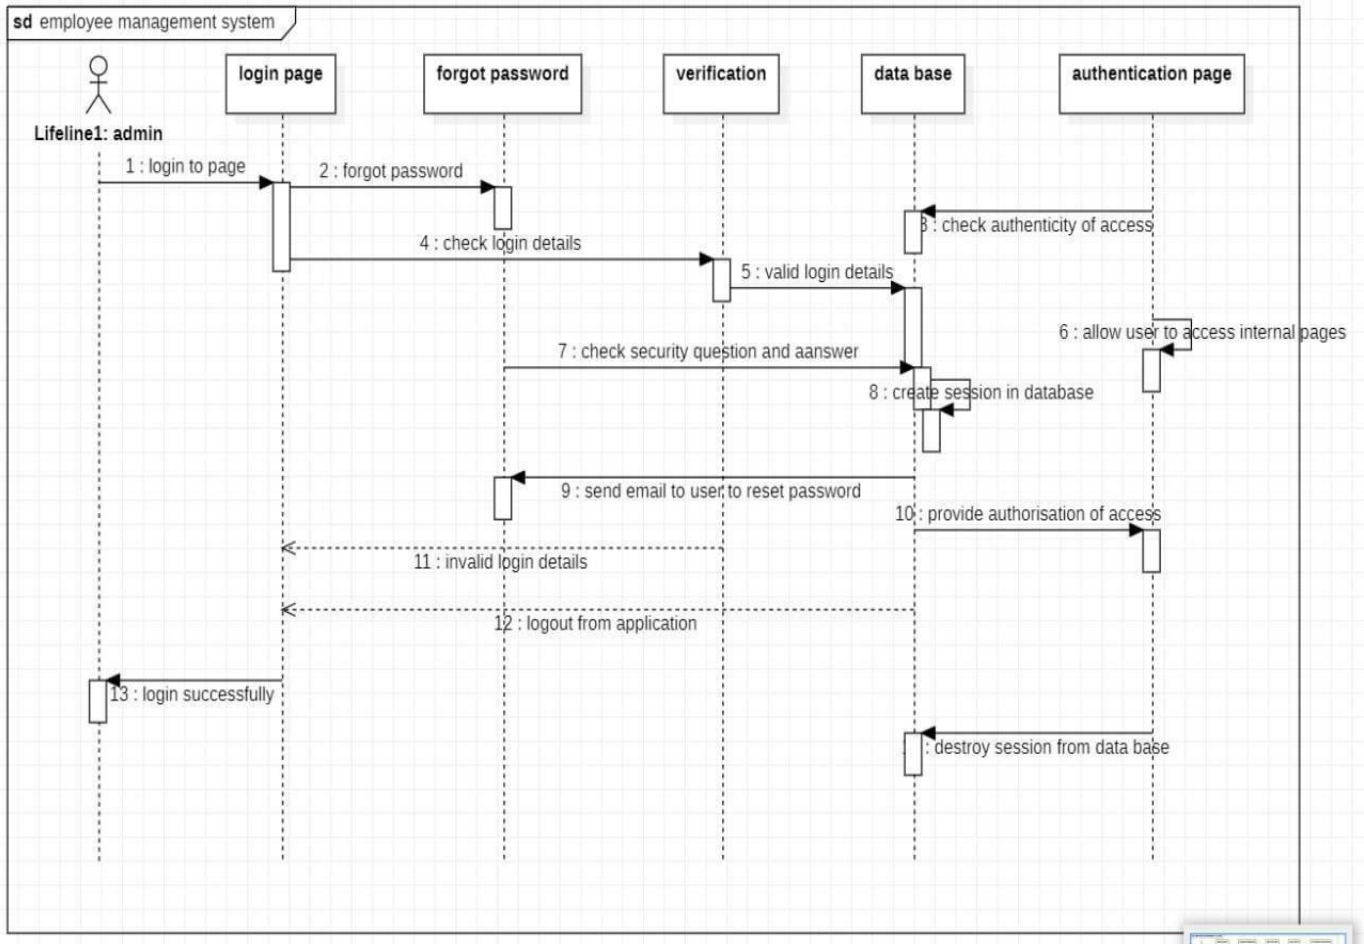 sd employee management system
login page
forgot password
verification
data base
authentication page
Lifeline1: admin
1 : login to page
2 : forgot password
3 : check authenticity of access
4 : check login details
5 : valid login details
6 : allow user to access internal pages
7 : check security question and aanswer
8 : create session in database
9 : send email to user to reset password
10 : provide authorisation of access
11 : invalid login details
12 : logout from application
13 : login successfully
: destroy session from data base